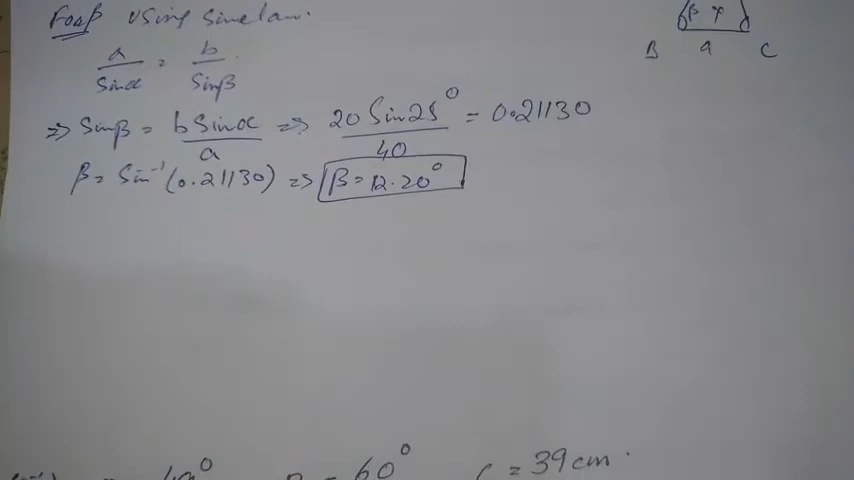 For β using sine law.
β γ
B a C
a/sinα = b/sinβ
⇒ sinβ = b sinα/a ⇒ 20 Sin25°/40 = 0.21130
β = Sin⁻¹(0.21130) ⇒ β = 12.20°
60° = 39cm.